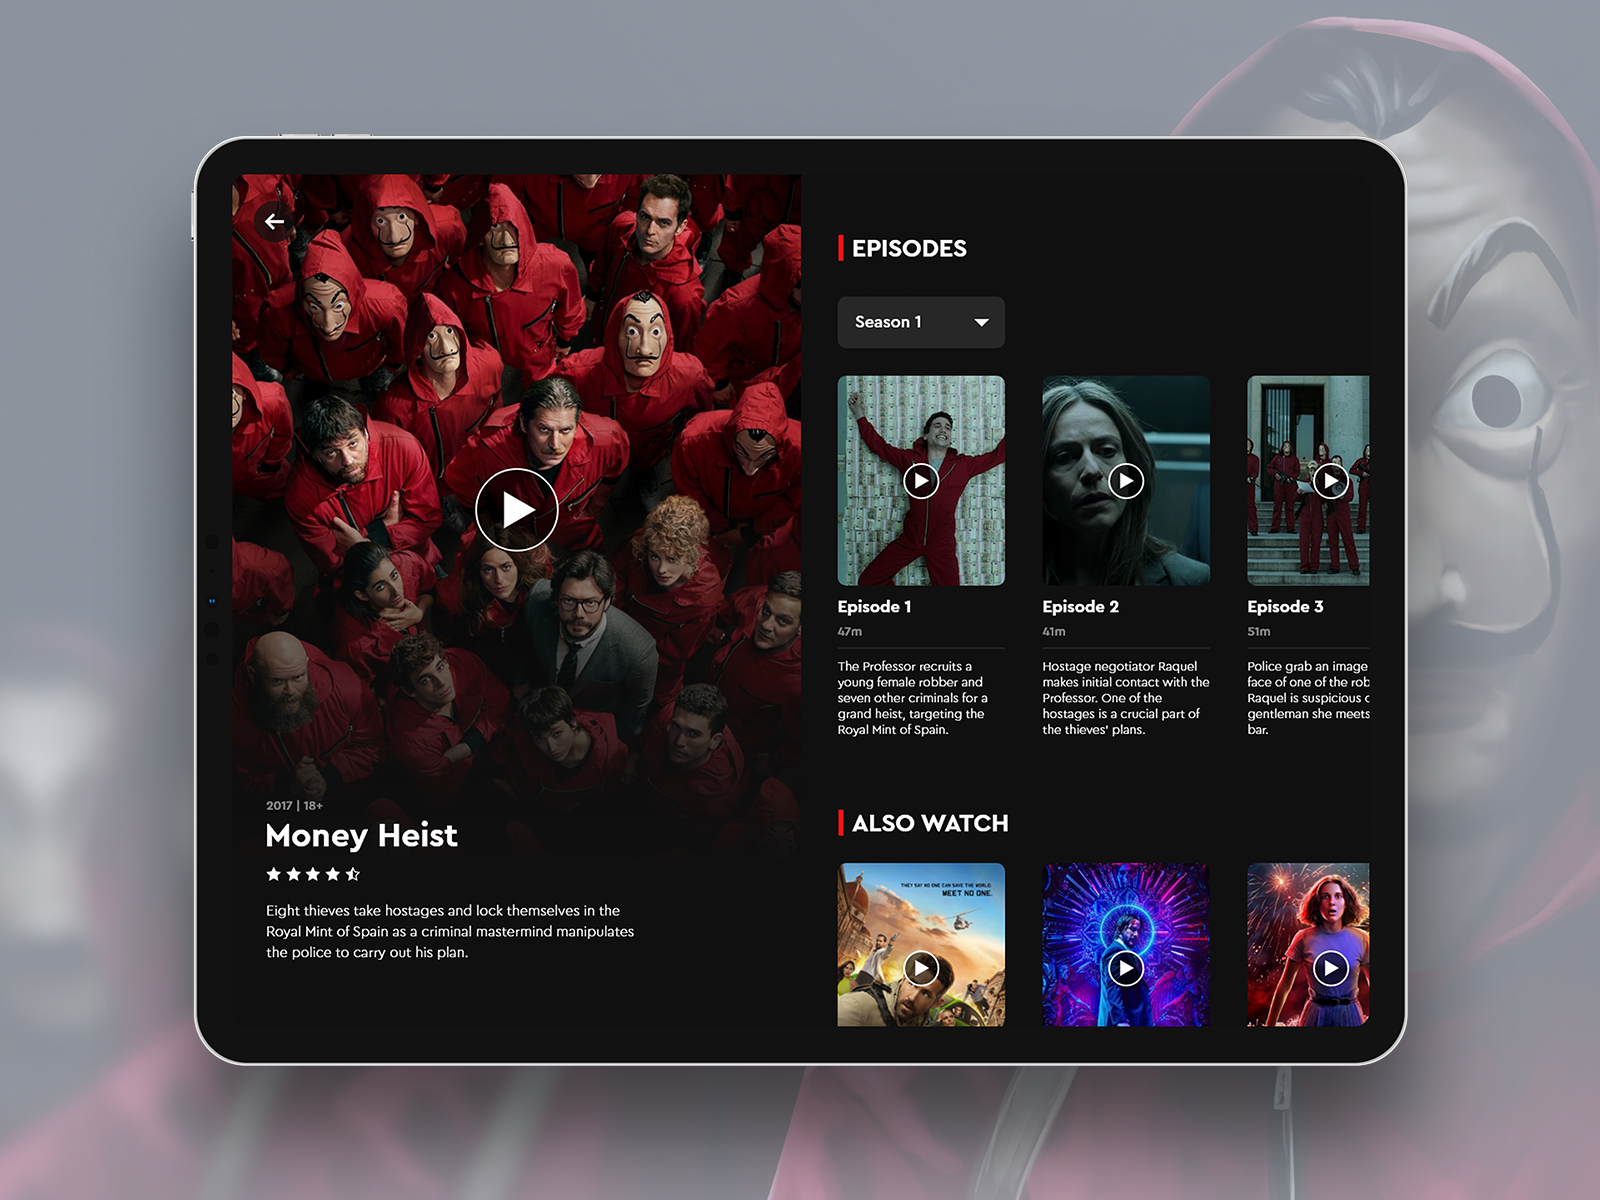 2017 | 18+
Money Heist
Eight thieves take hostages and lock themselves in the
Royal Mint of Spain as a criminal mastermind manipulates
the police to carry out his plan.
EPISODES
Season 1
Episode 1
47m
The Professor recruits a
young female robber and
seven other criminals for a
grand heist, targeting the
Royal Mint of Spain.
Episode 2
41m
Hostage negotiator Raquel
makes initial contact with the
Professor. One of the
hostages is a crucial part of
the thieves' plans.
Episode 3
51m
Police grab an image
face of one of the rob
Raquel is suspicious
gentleman she meets
bar.
ALSO WATCH
THEY SAY NO ONE CAN SAVE THE WORLD.
MEET NO ONE.